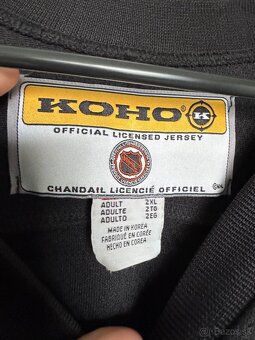 KOHO K
OFFICIAL LICENSED JERSEY
NHL
CHANDAIL LICENCIÉ OFFICIEL
ADULT 2XL
ADULTE 2TG
ADULTO 2EG
MADE IN KOREA
FABRIQUÉ EN CORÉE
HECHO EN COREA